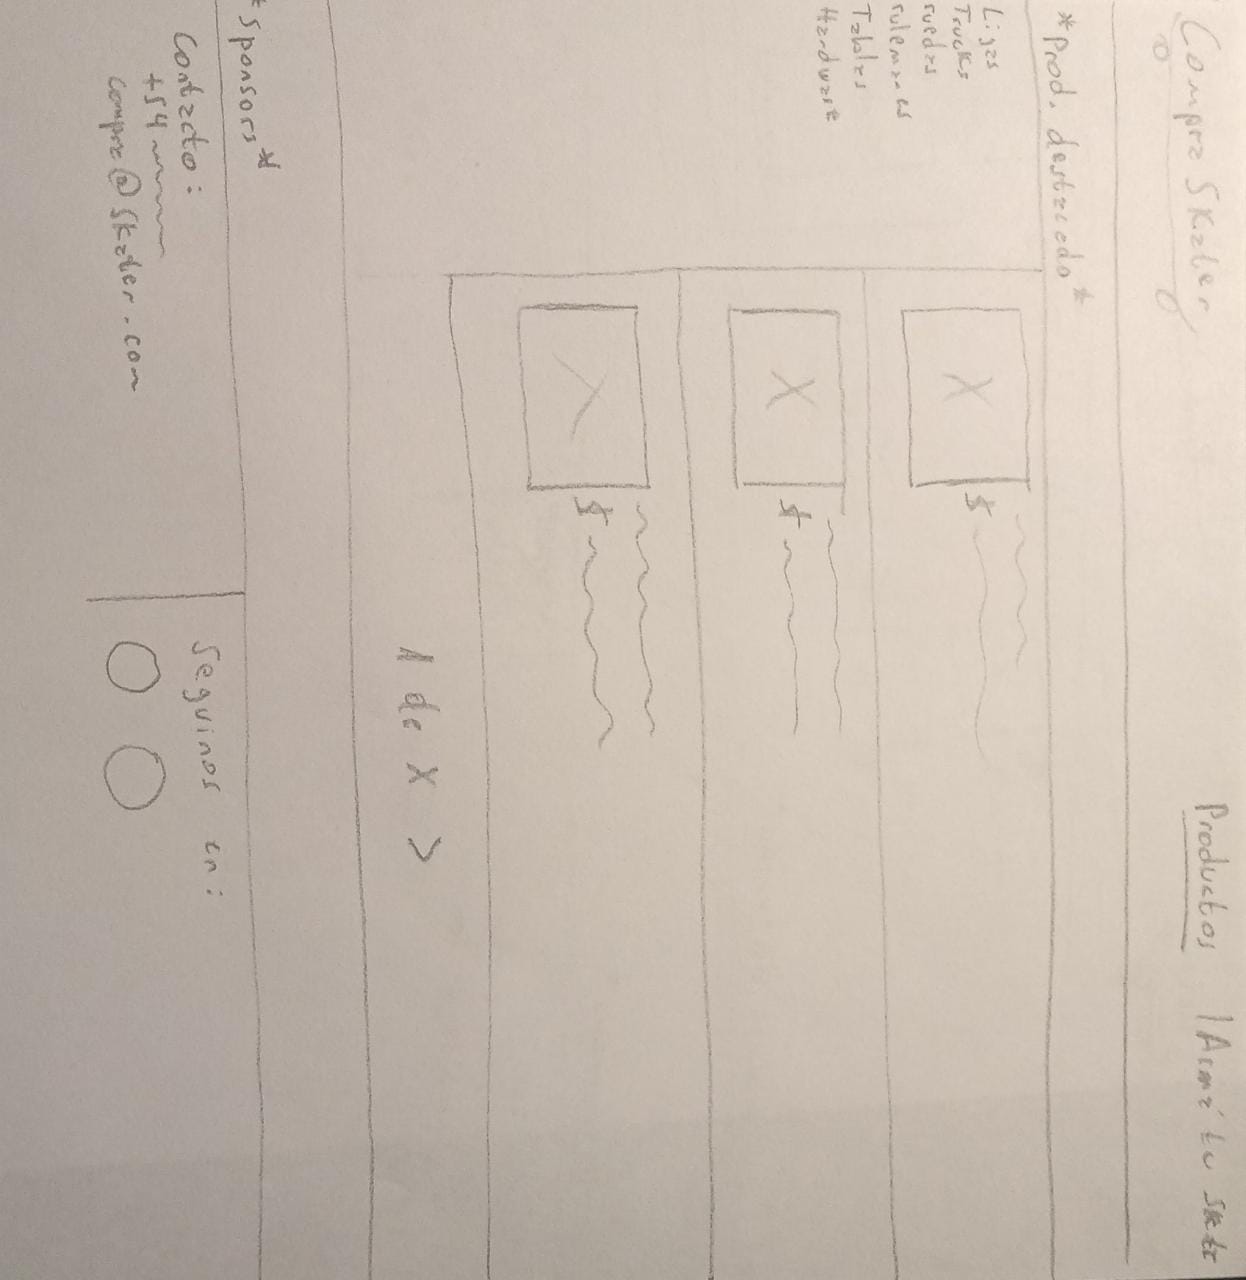 Compra Skater
Productos | Armá tu sk8
*Prod. destacado*
Lijas
Trucks
ruedas
rulemanes
Tablas
Hardware
$
$
$
1 de X >
*Sponsors*
Contacto:
+54
compra@skater.com
Seguinos en: